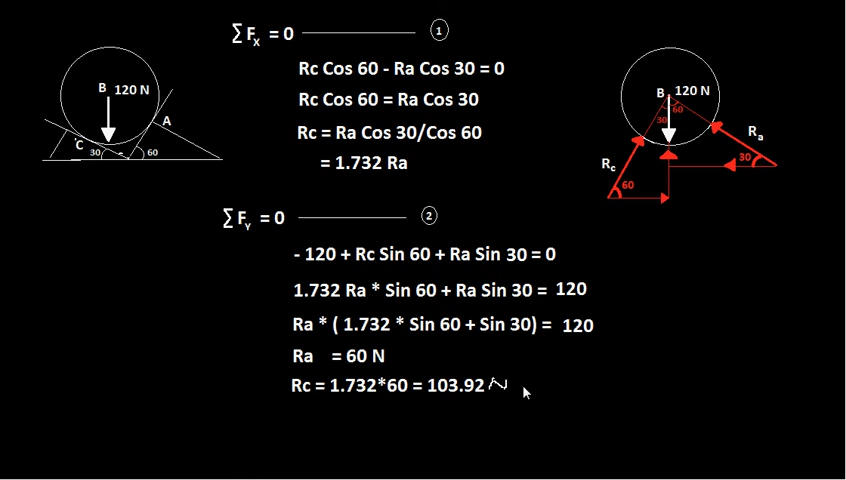 ∑Fx = 0 1
Rc Cos 60 - Ra Cos 30 = 0
Rc Cos 60 = Ra Cos 30
Rc = Ra Cos 30/Cos 60
= 1.732 Ra
∑Fy = 0 2
- 120 + Rc Sin 60 + Ra Sin 30 = 0
1.732 Ra * Sin 60 + Ra Sin 30 = 120
Ra * ( 1.732 * Sin 60 + Sin 30) = 120
Ra = 60 N
Rc = 1.732*60 = 103.92 N
B 120 N
A
C
30
60
B 120 N
60
30
Ra
Rc
30
60